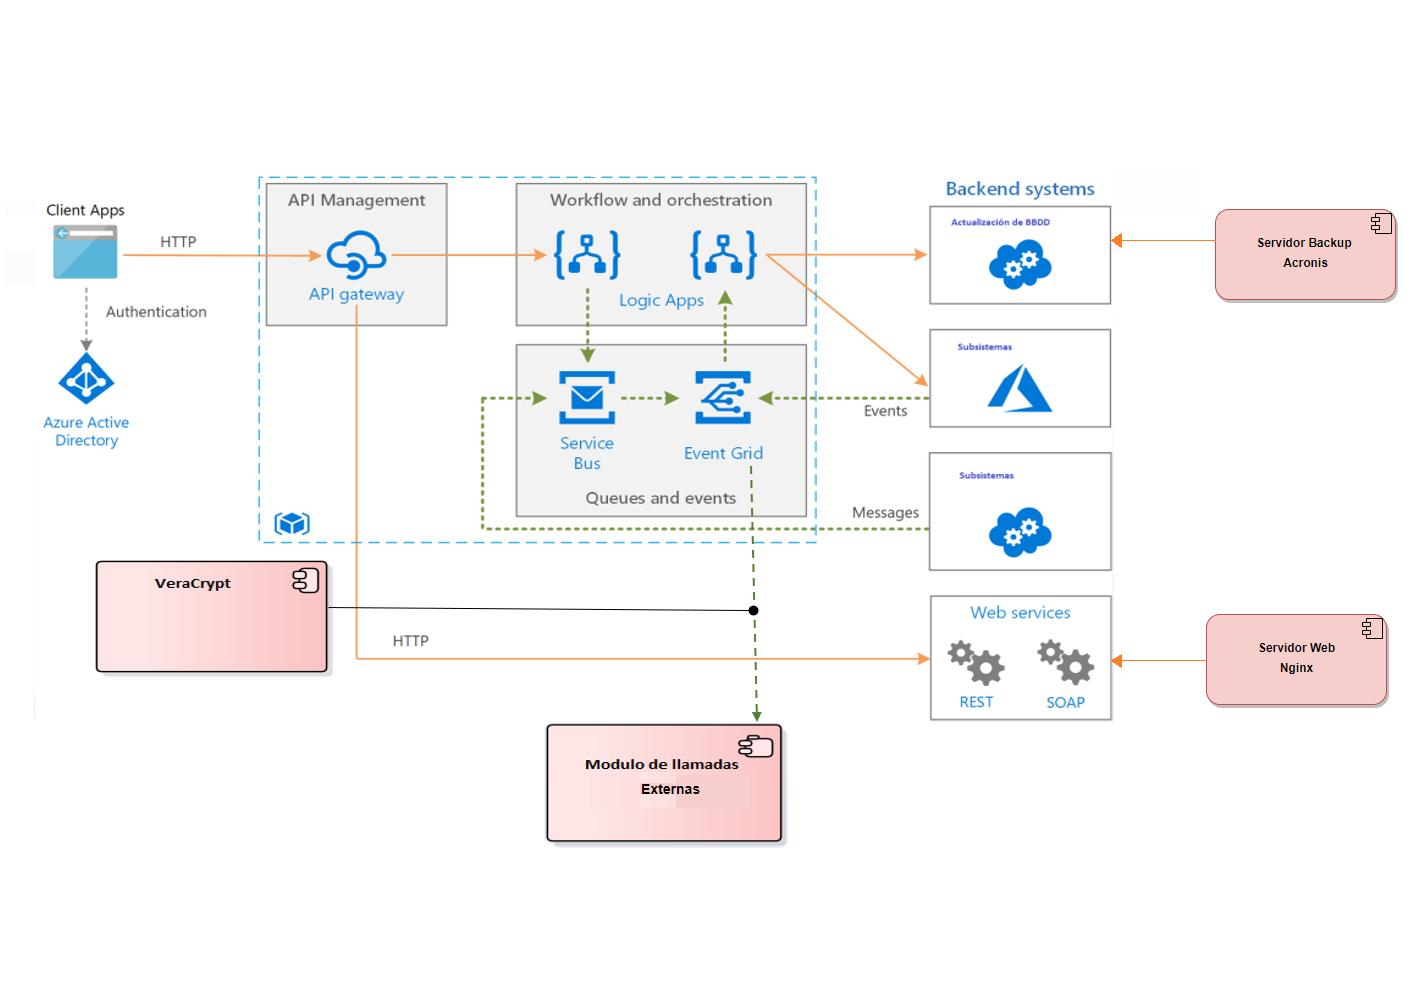 Client Apps
HTTP
Authentication
Azure Active
Directory
API Management
API gateway
Workflow and orchestration
Logic Apps
Service
Bus
Event Grid
Queues and events
Backend systems
Actualización de BBDD
Servidor Backup
Acronis
Subsistemas
Events
Subsistemas
Messages
VeraCrypt
HTTP
Web services
REST
SOAP
Servidor Web
Nginx
Modulo de llamadas
Externas